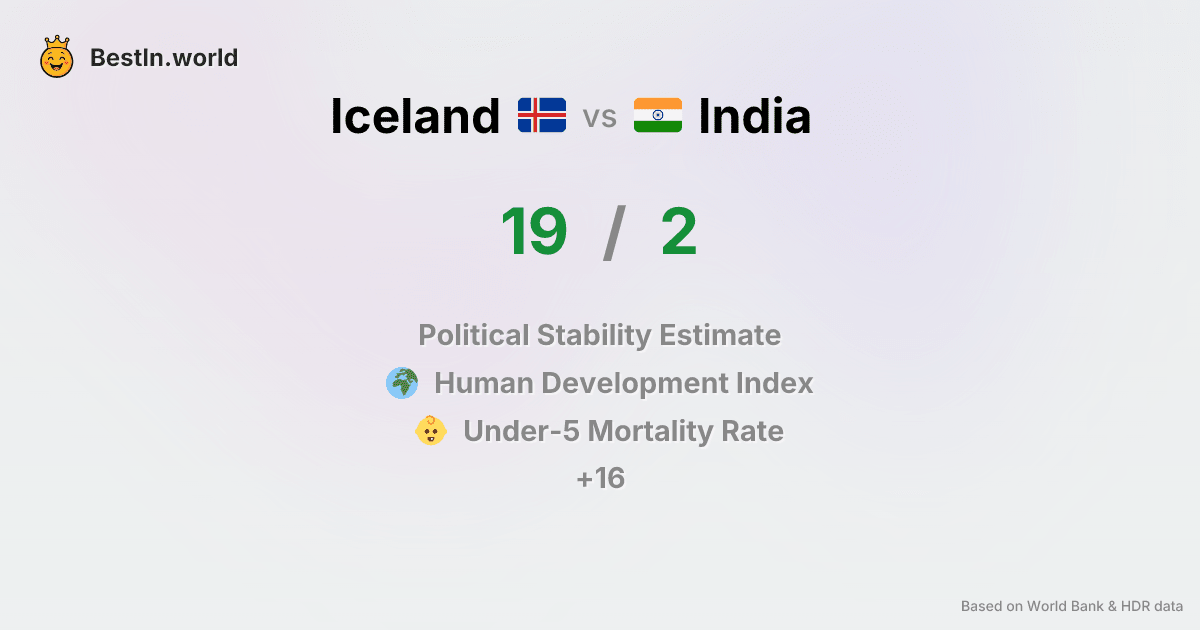 BestIn.world
Iceland vs India
19 / 2
Political Stability Estimate
Human Development Index
Under-5 Mortality Rate
+16
Based on World Bank & HDR data